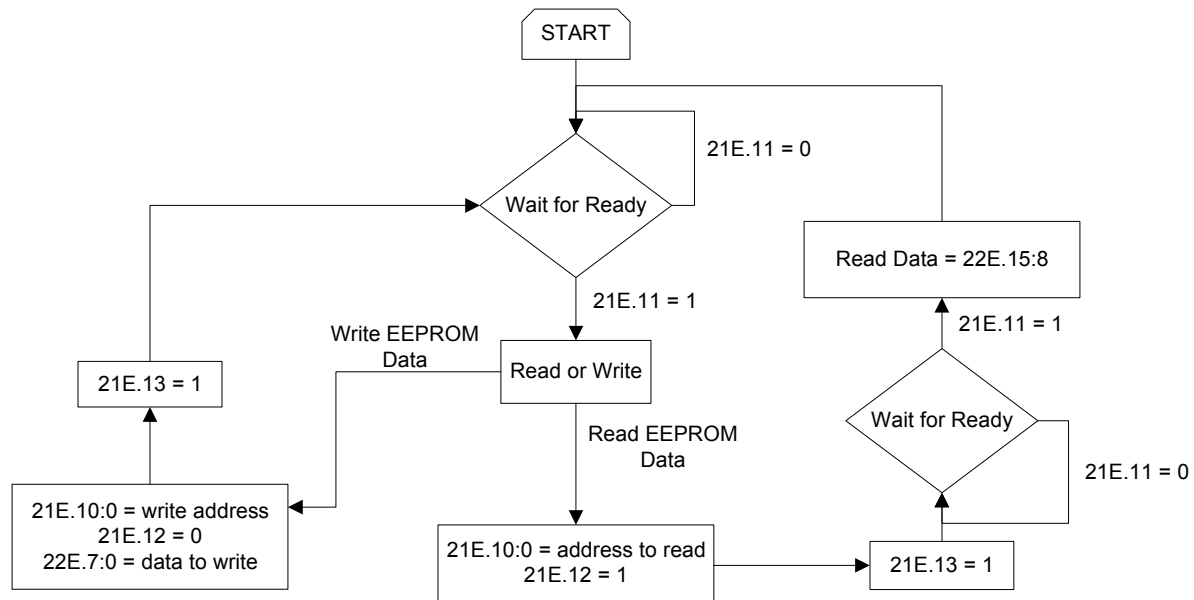 START
21E.11 = 0
Wait for Ready
Read Data = 22E.15:8
21E.11 = 1
21E.11 = 1
Write EEPROM
Data
Read or Write
21E.13 = 1
Wait for Ready
Read EEPROM
Data
21E.11 = 0
21E.10:0 = write address
21E.12 = 0
22E.7:0 = data to write
21E.10:0 = address to read
21E.12 = 1
21E.13 = 1